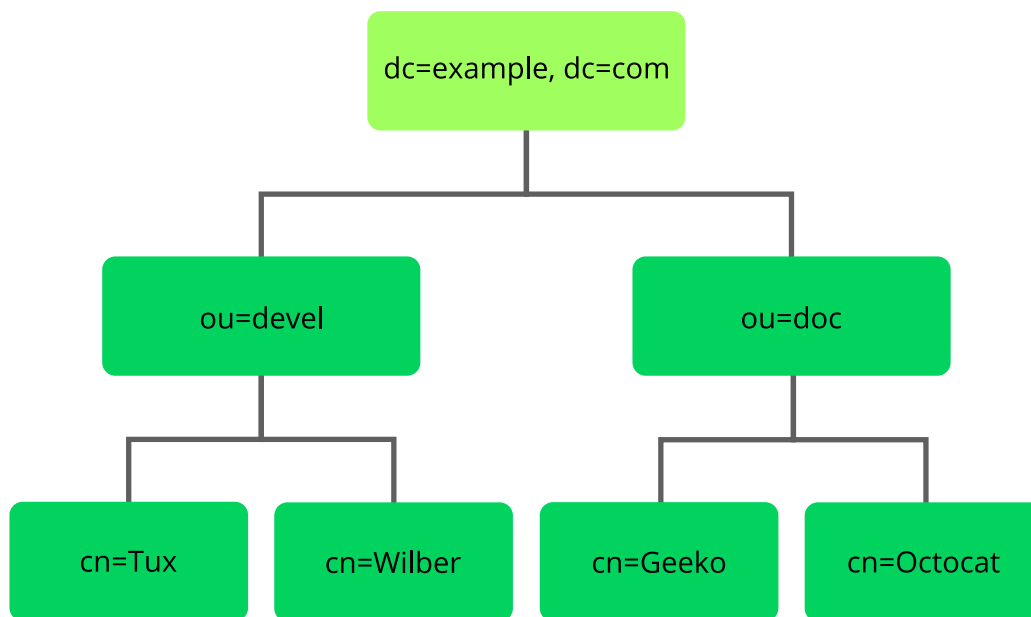 dc=example, dc=com
ou=devel
ou=doc
cn=Tux
cn=Wilber
cn=Geeko
cn=Octocat